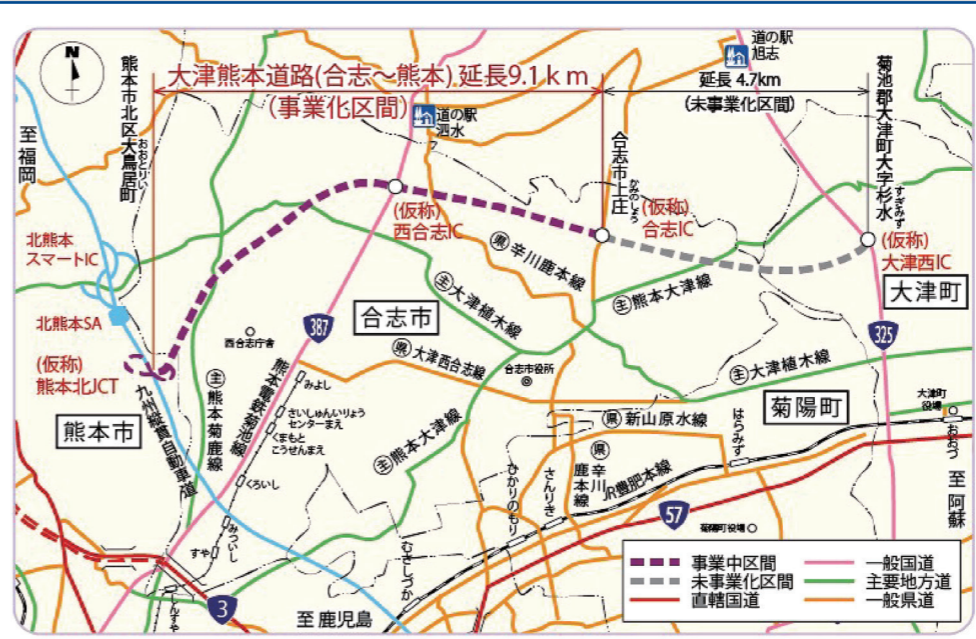 N
大津熊本道路(合志～熊本) 延長9.1ｋｍ
(事業化区間)
延長 4.7km
(未事業化区間)
道の駅
旭志
道の駅
泗水
熊本市北区大鳥居町
おおとりい
合志市上庄
かみのしょう
菊池郡大津町大字杉水
すぎみず
至福岡
(仮称)
西合志IC
(仮称)
合志IC
(仮称)
大津西IC
北熊本
スマートIC
北熊本SA
(仮称)
熊本北JCT
西合志庁舎
387
合志市
大津町
325
県 辛川鹿本線
主 大津植木線
主 熊本大津線
県 大津西合志線
合志市役所
主 大津植木線
菊陽町
大津町
役場
熊本市
九州縦貫自動車道
主 熊本菊鹿線
熊本電鉄菊池線
みよし
さいしゅんいりょう
センターまえ
くまもと
こうせんまえ
くろいし
みついし
すや
しんすや
主 熊本大津線
県 新山原水線
県 辛川
鹿本線
JR豊肥本線
はらみず
おおづ
至阿蘇
ひかりのもり
さんりき
むさしづか
57
菊陽町役場
3
至鹿児島
事業中区間
未事業化区間
直轄国道
一般国道
主要地方道
一般県道